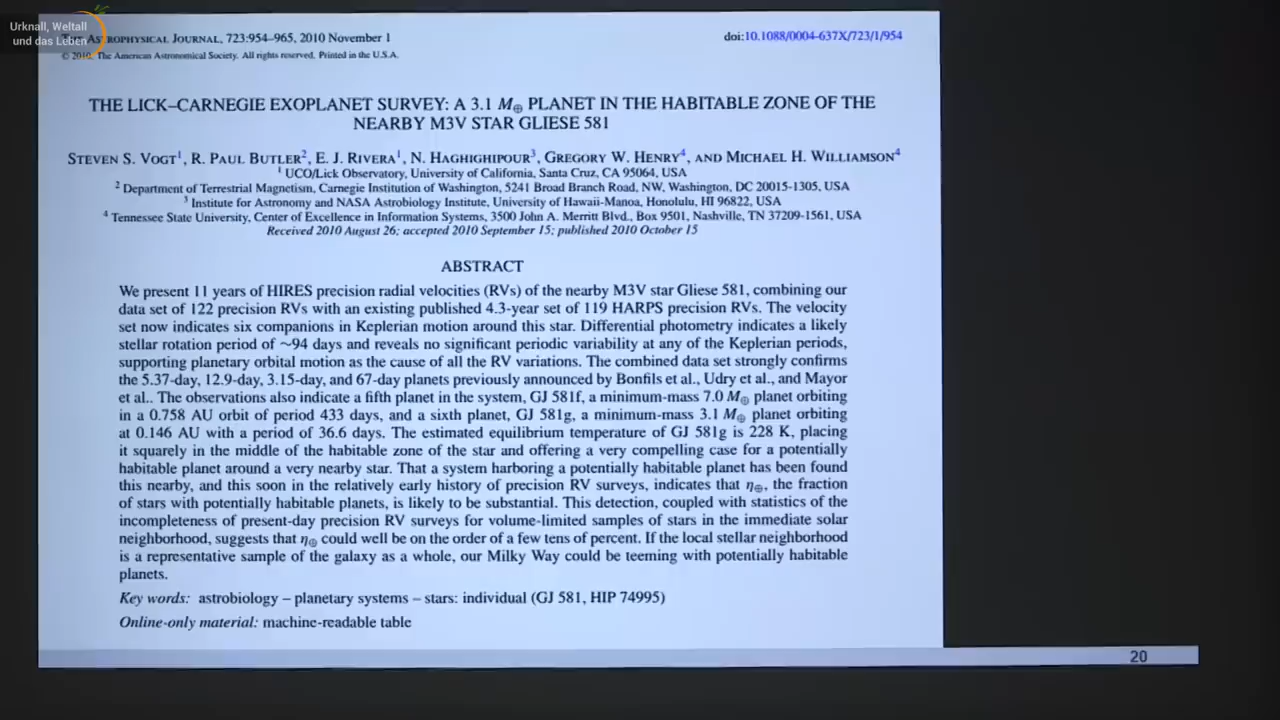 Urknall, Weltall
und das Leben
ASTROPHYSICAL JOURNAL, 723:954–965, 2010 November 1
doi:10.1088/0004-637X/723/1/954
© 2010. The American Astronomical Society. All rights reserved. Printed in the U.S.A.
THE LICK–CARNEGIE EXOPLANET SURVEY: A 3.1 M⊕ PLANET IN THE HABITABLE ZONE OF THE
NEARBY M3V STAR GLIESE 581
STEVEN S. VOGT1, R. PAUL BUTLER2, E. J. RIVERA1, N. HAGHIGHIPOUR3, GREGORY W. HENRY4, AND MICHAEL H. WILLIAMSON4
1 UCO/Lick Observatory, University of California, Santa Cruz, CA 95064, USA
2 Department of Terrestrial Magnetism, Carnegie Institution of Washington, 5241 Broad Branch Road, NW, Washington, DC 20015-1305, USA
3 Institute for Astronomy and NASA Astrobiology Institute, University of Hawaii-Manoa, Honolulu, HI 96822, USA
4 Tennessee State University, Center of Excellence in Information Systems, 3500 John A. Merritt Blvd., Box 9501, Nashville, TN 37209-1561, USA
Received 2010 August 26; accepted 2010 September 15; published 2010 October 15
ABSTRACT
We present 11 years of HIRES precision radial velocities (RVs) of the nearby M3V star Gliese 581, combining our
data set of 122 precision RVs with an existing published 4.3-year set of 119 HARPS precision RVs. The velocity
set now indicates six companions in Keplerian motion around this star. Differential photometry indicates a likely
stellar rotation period of ~94 days and reveals no significant periodic variability at any of the Keplerian periods,
supporting planetary orbital motion as the cause of all the RV variations. The combined data set strongly confirms
the 5.37-day, 12.9-day, 3.15-day, and 67-day planets previously announced by Bonfils et al., Udry et al., and Mayor
et al.. The observations also indicate a fifth planet in the system, GJ 581f, a minimum-mass 7.0 M⊕ planet orbiting
in a 0.758 AU orbit of period 433 days, and a sixth planet, GJ 581g, a minimum-mass 3.1 M⊕ planet orbiting
at 0.146 AU with a period of 36.6 days. The estimated equilibrium temperature of GJ 581g is 228 K, placing
it squarely in the middle of the habitable zone of the star and offering a very compelling case for a potentially
habitable planet around a very nearby star. That a system harboring a potentially habitable planet has been found
this nearby, and this soon in the relatively early history of precision RV surveys, indicates that η⊕, the fraction
of stars with potentially habitable planets, is likely to be substantial. This detection, coupled with statistics of the
incompleteness of present-day precision RV surveys for volume-limited samples of stars in the immediate solar
neighborhood, suggests that η⊕ could well be on the order of a few tens of percent. If the local stellar neighborhood
is a representative sample of the galaxy as a whole, our Milky Way could be teeming with potentially habitable
planets.
Key words: astrobiology – planetary systems – stars: individual (GJ 581, HIP 74995)
Online-only material: machine-readable table
20